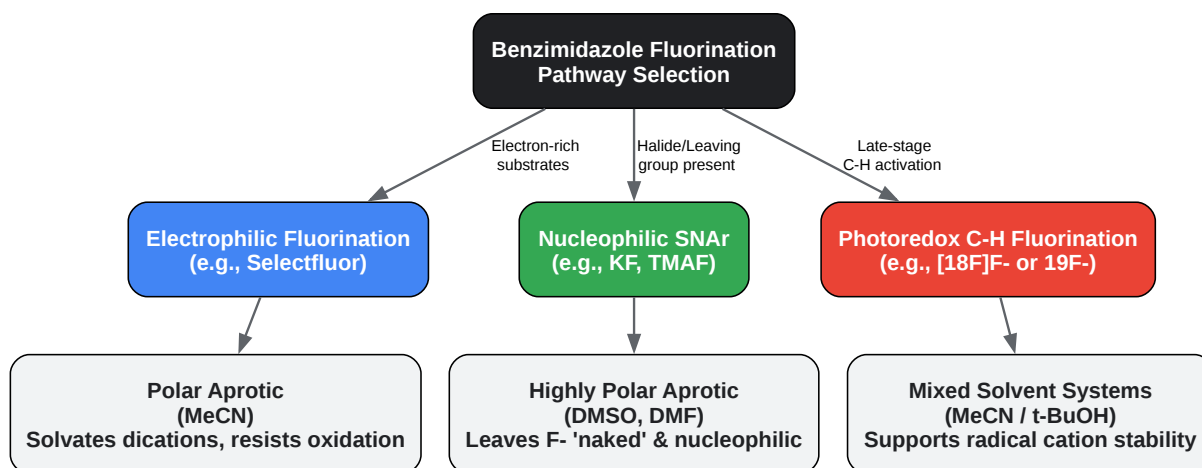 Benzimidazole Fluorination
Pathway Selection
Electron-rich
substrates
Halide/Leaving
group present
Late-stage
C-H activation
Electrophilic Fluorination
(e.g., Selectfluor)
Nucleophilic SNAr
(e.g., KF, TMAF)
Photoredox C-H Fluorination
(e.g., [18F]F- or 19F-)
Polar Aprotic
(MeCN)
Solvates dications, resists oxidation
Highly Polar Aprotic
(DMSO, DMF)
Leaves F- 'naked' & nucleophilic
Mixed Solvent Systems
(MeCN / t-BuOH)
Supports radical cation stability